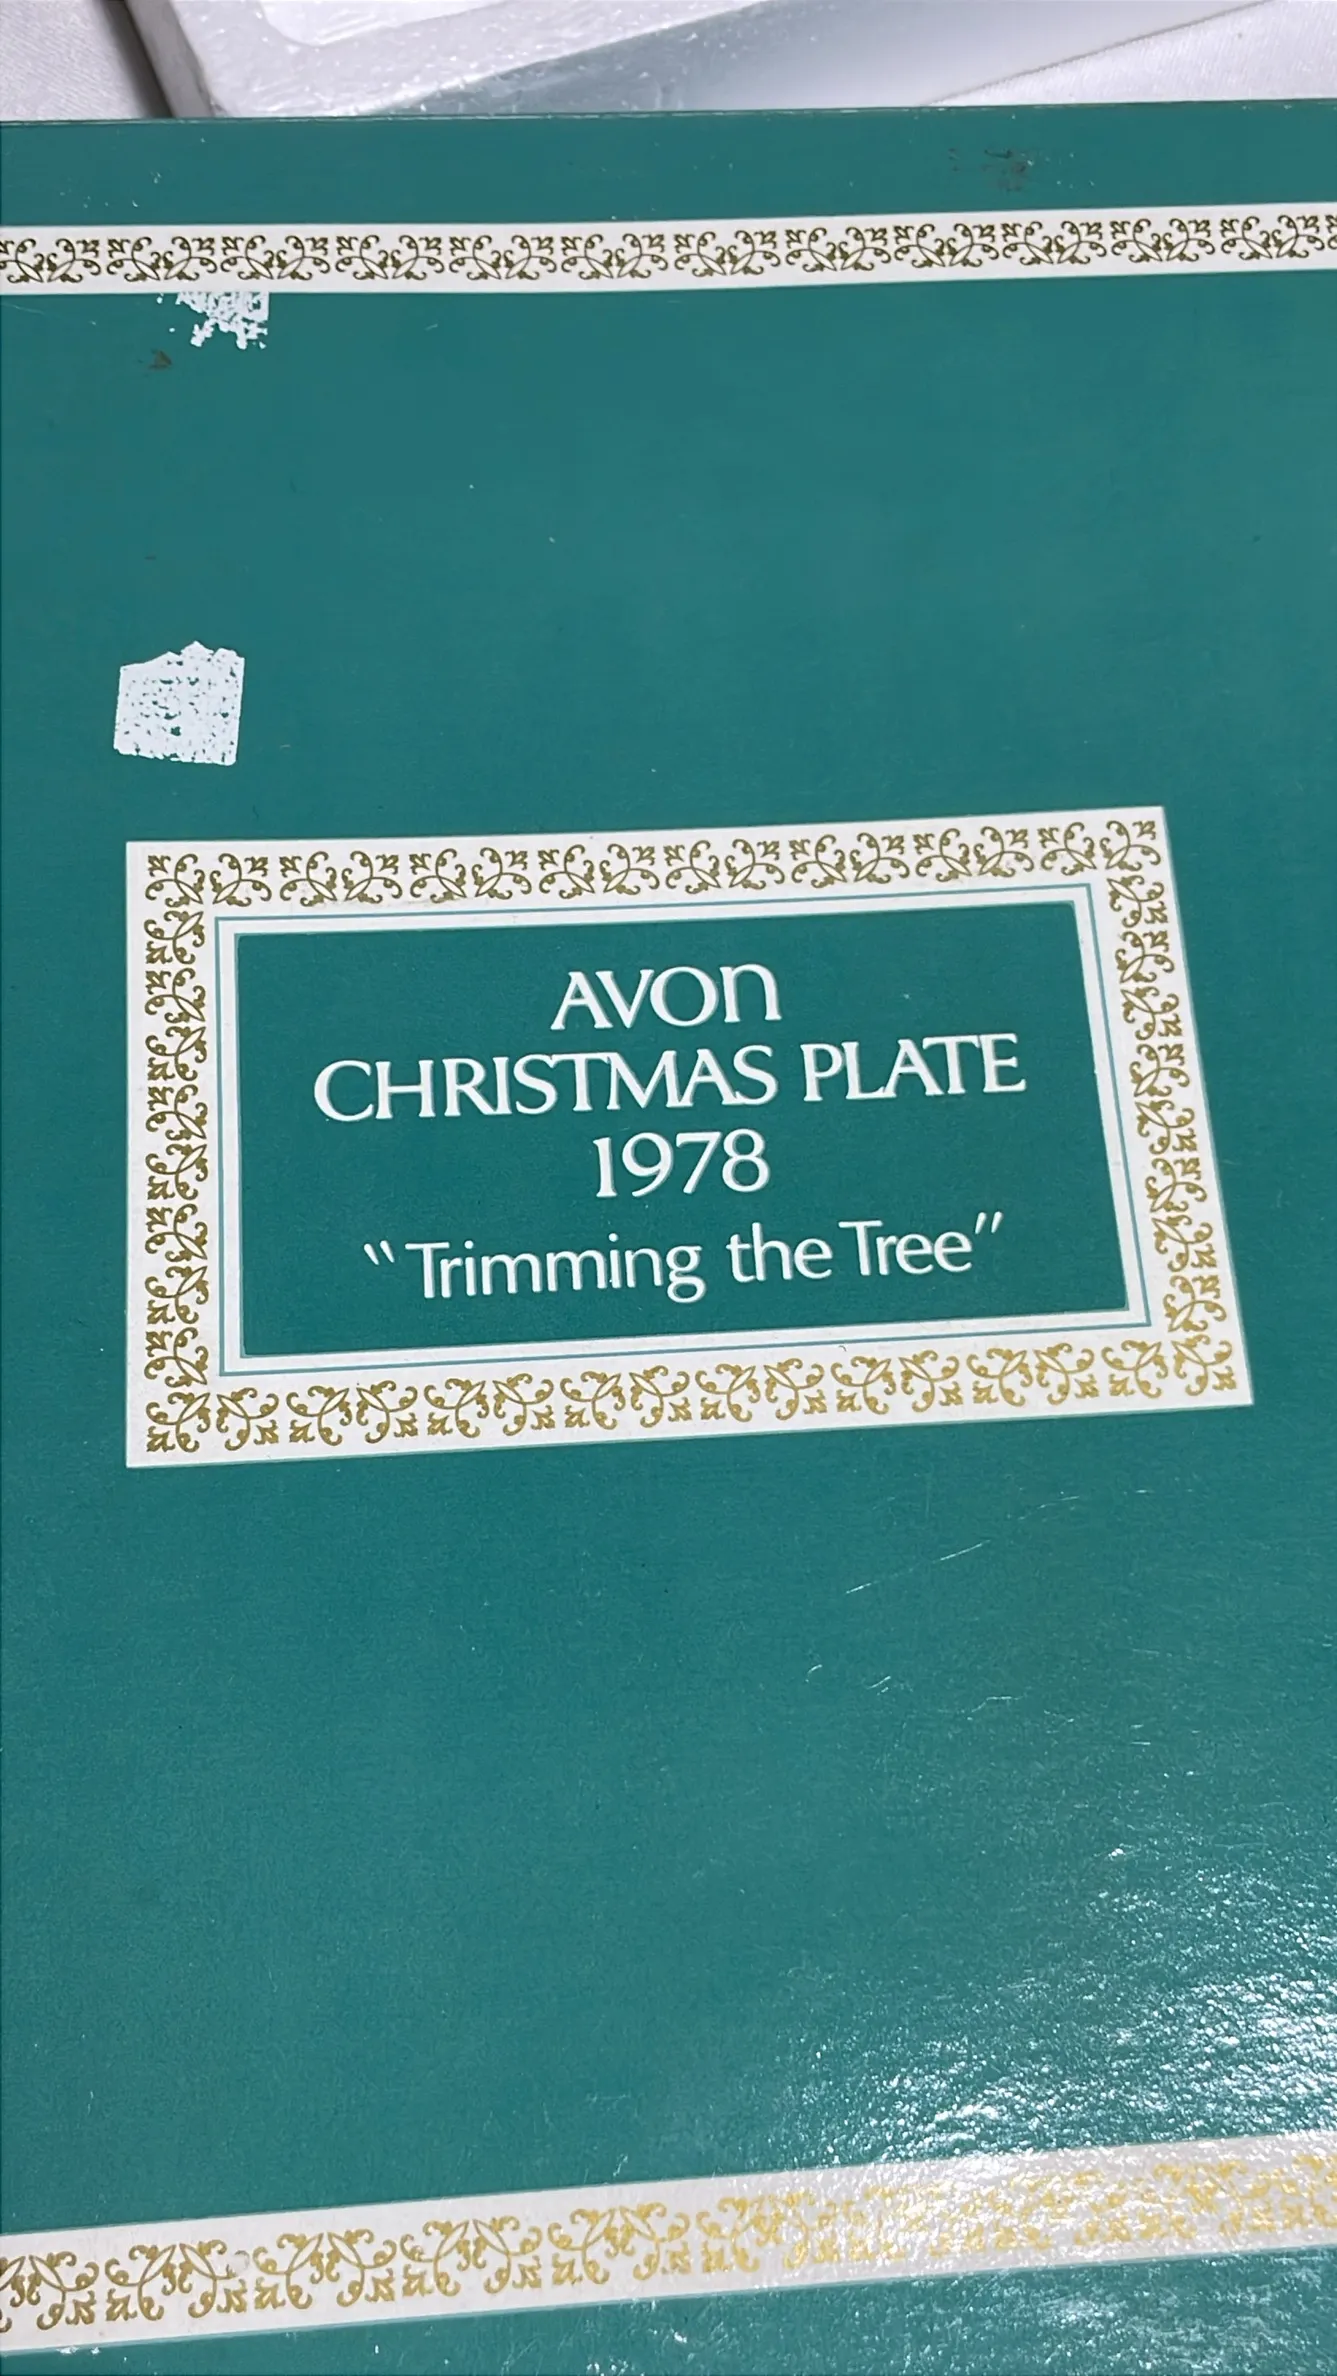 AVON
CHRISTMAS PLATE
1978
"Trimming the Tree"